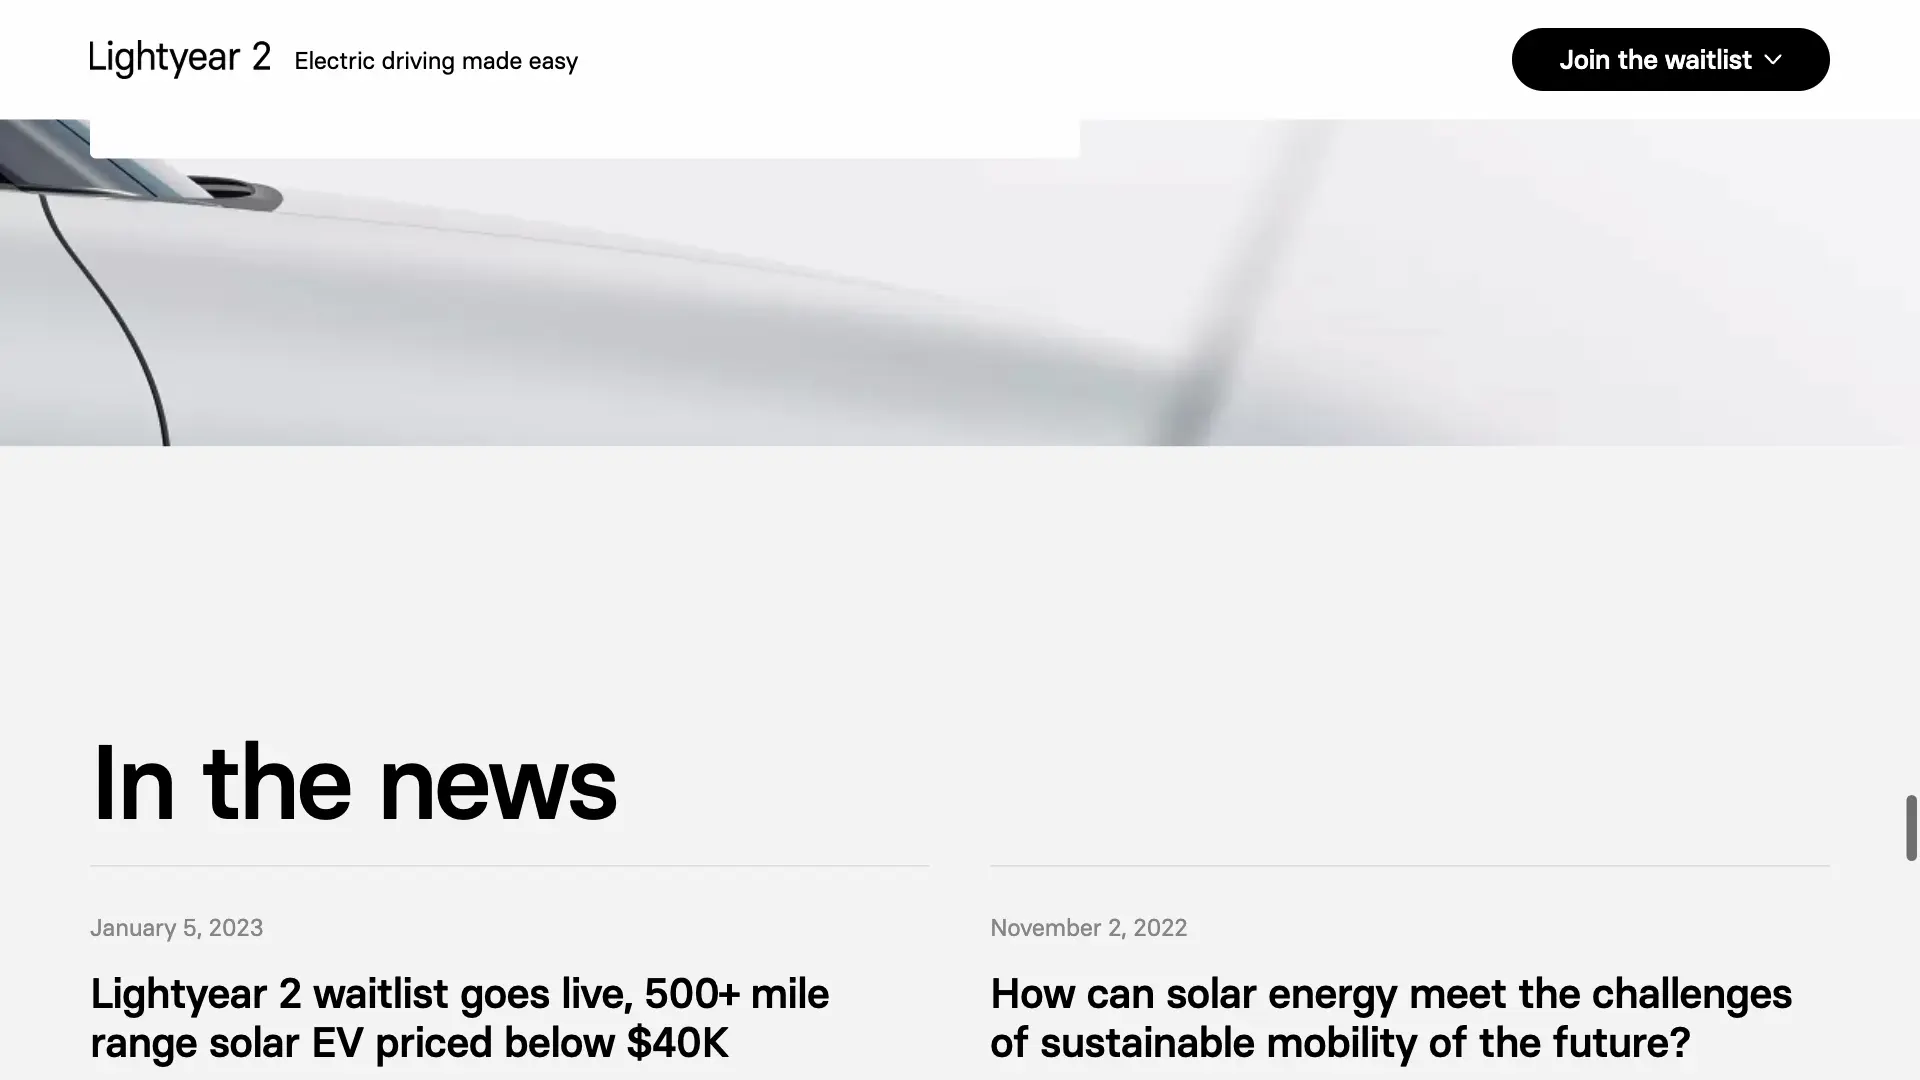 Lightyear 2 Electric driving made easy
Join the waitlist
In the news
January 5, 2023
Lightyear 2 waitlist goes live, 500+ mile
range solar EV priced below $40K
November 2, 2022
How can solar energy meet the challenges
of sustainable mobility of the future?